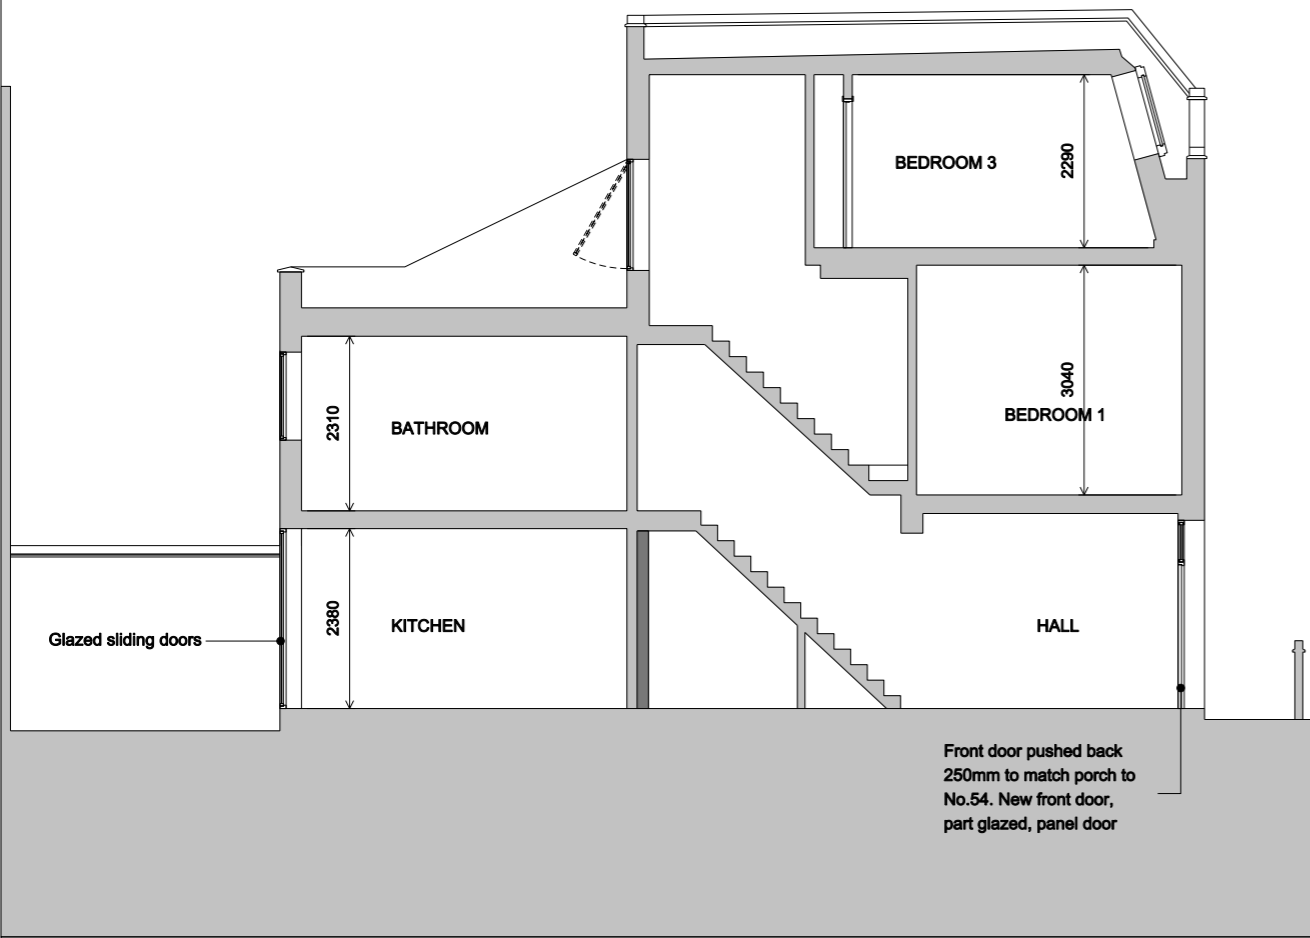 BEDROOM 3
2290
3040
BEDROOM 1
2310
BATHROOM
2380
KITCHEN
HALL
Glazed sliding doors
Front door pushed back
250mm to match porch to
No.54. New front door,
part glazed, panel door